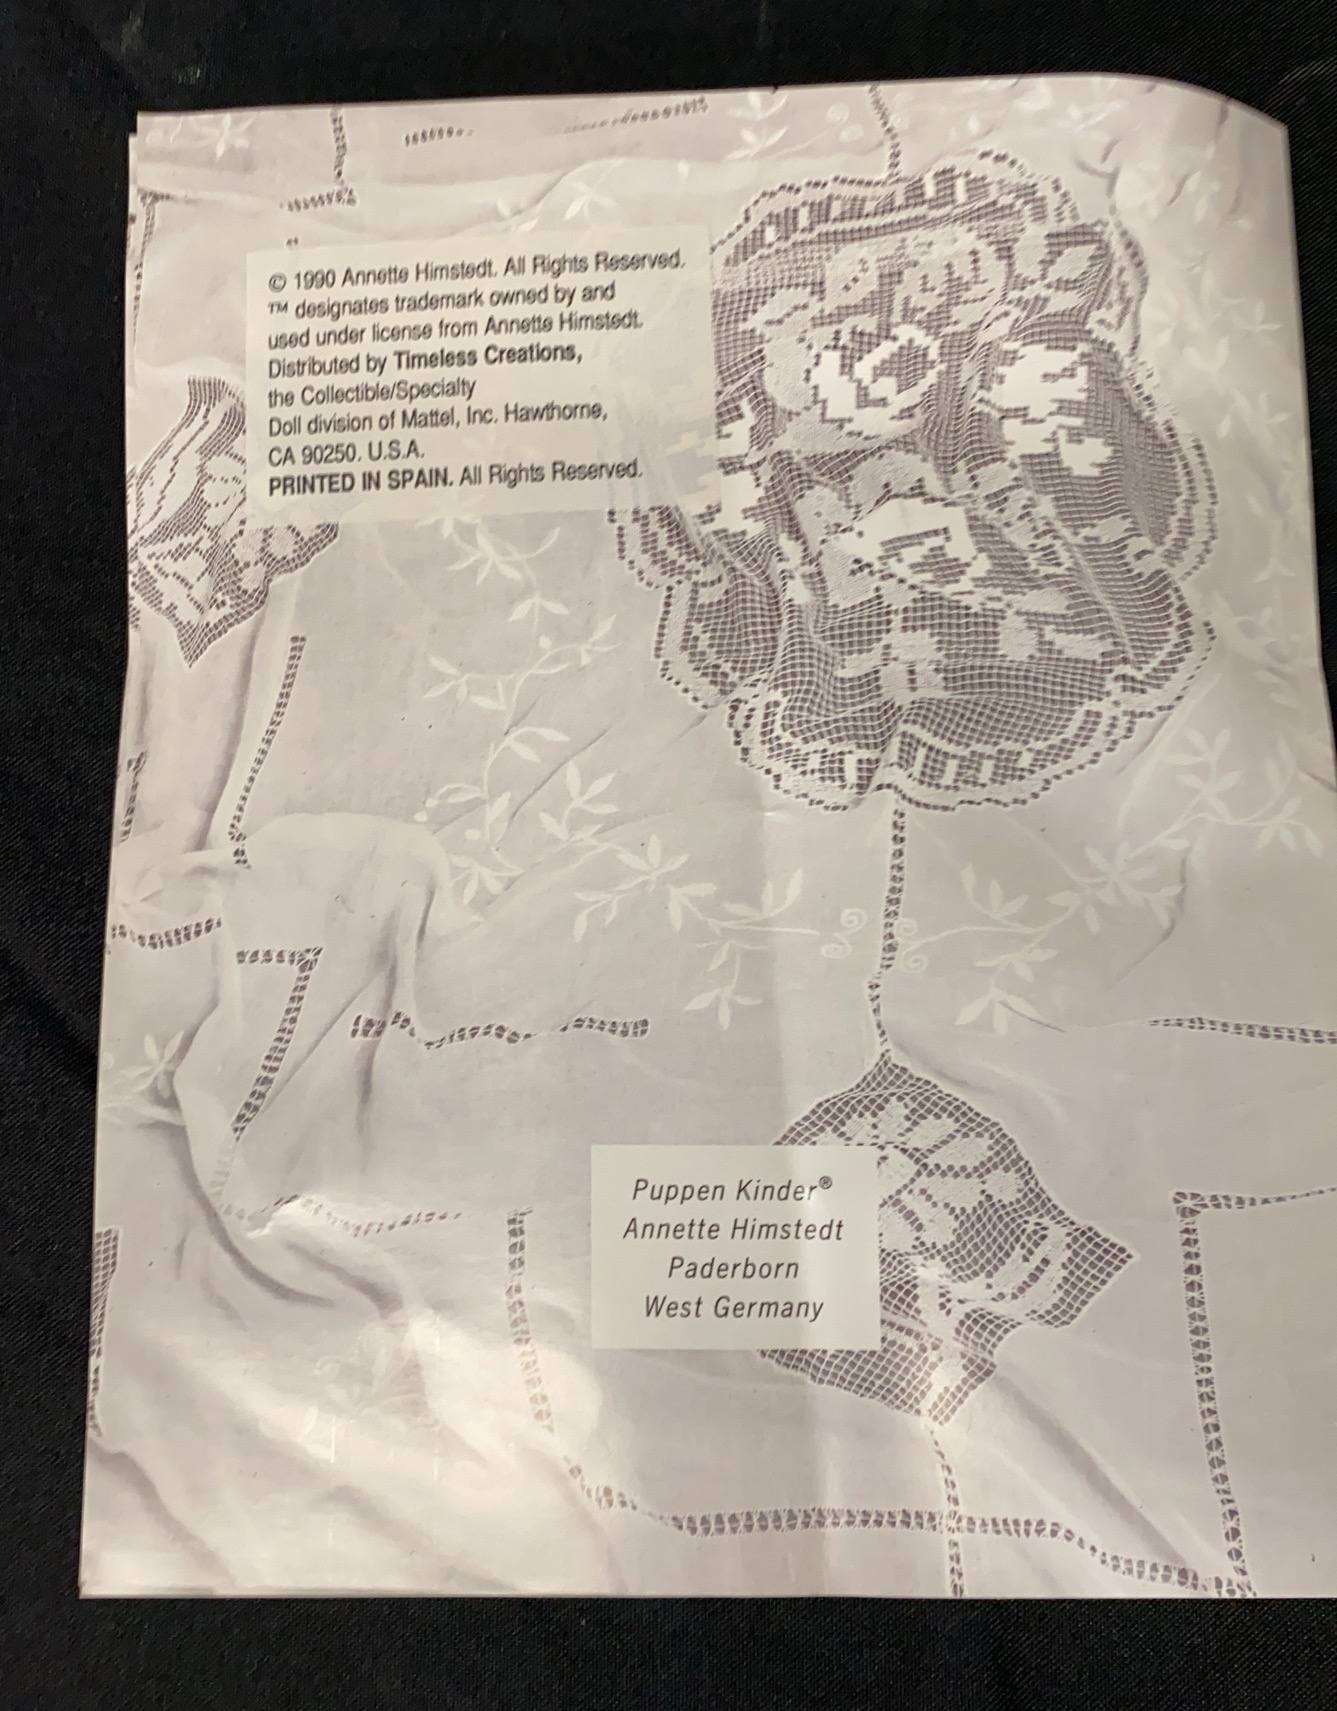 © 1990 Annette Himstedt. All Rights Reserved.
™ designates trademark owned by and
used under license from Annette Himstedt.
Distributed by Timeless Creations,
the Collectible/Specialty
Doll division of Mattel, Inc. Hawthorne,
CA 90250. U.S.A.
PRINTED IN SPAIN. All Rights Reserved.
Puppen Kinder®
Annette Himstedt
Paderborn
West Germany